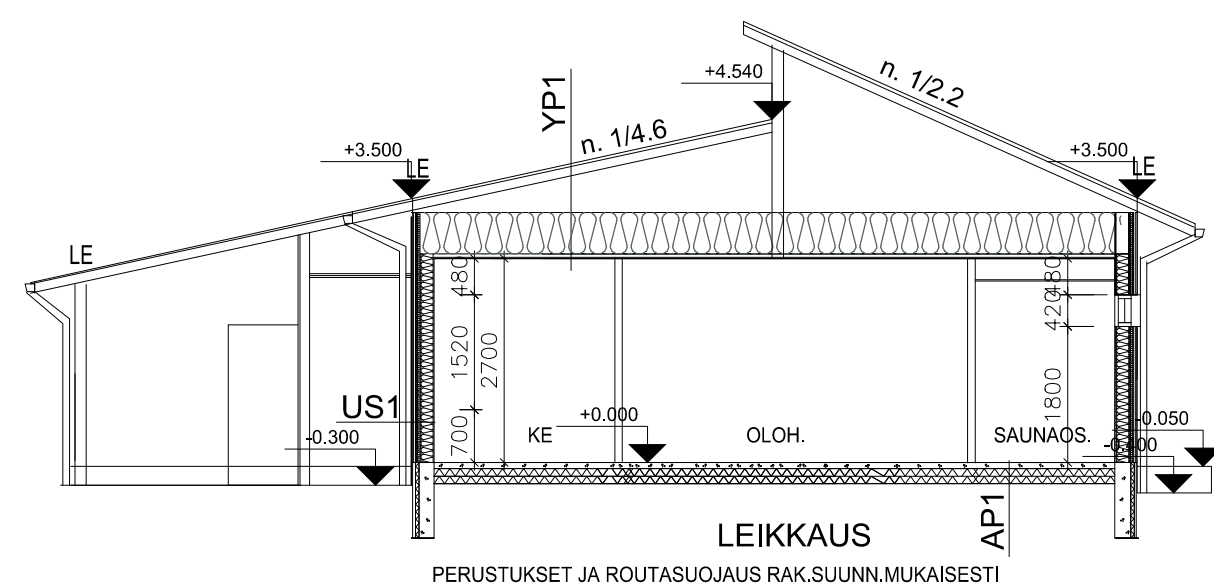 n. 1/2.2
+4.540
YP1
n. 1/4.6
+3.500
LE
+3.500
LE
LE
480
1520
2700
700
480
420
1800
US1
-0.300
KE
+0.000
OLOH.
SAUNAOS.
-0.050
AP1
LEIKKAUS
PERUSTUKSET JA ROUTASUOJAUS RAK.SUUNN.MUKAISESTI